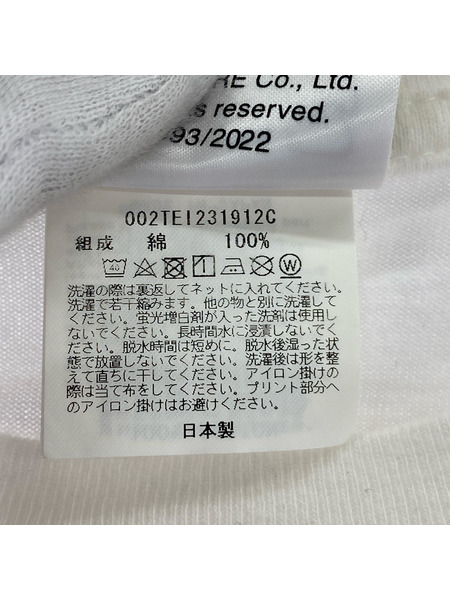 RE Co., Ltd.
s reserved.
93/2022
002TEI231912C
組成 綿 100%
40
洗濯の際は裏返してネットに入れてください。
洗濯で若干縮みます。他の物と別に洗濯して
ください。蛍光増白剤が入った洗剤は使用し
ないでください。長時間水に浸漬しないでく
ださい。脱水時間は短めに。脱水後湿った状
態で放置しないでください。洗濯後は形を整
えて直ちに干してください。アイロン掛けの
際は当て布をしてください。プリント部分へ
のアイロン掛けはお避けください。
日本製